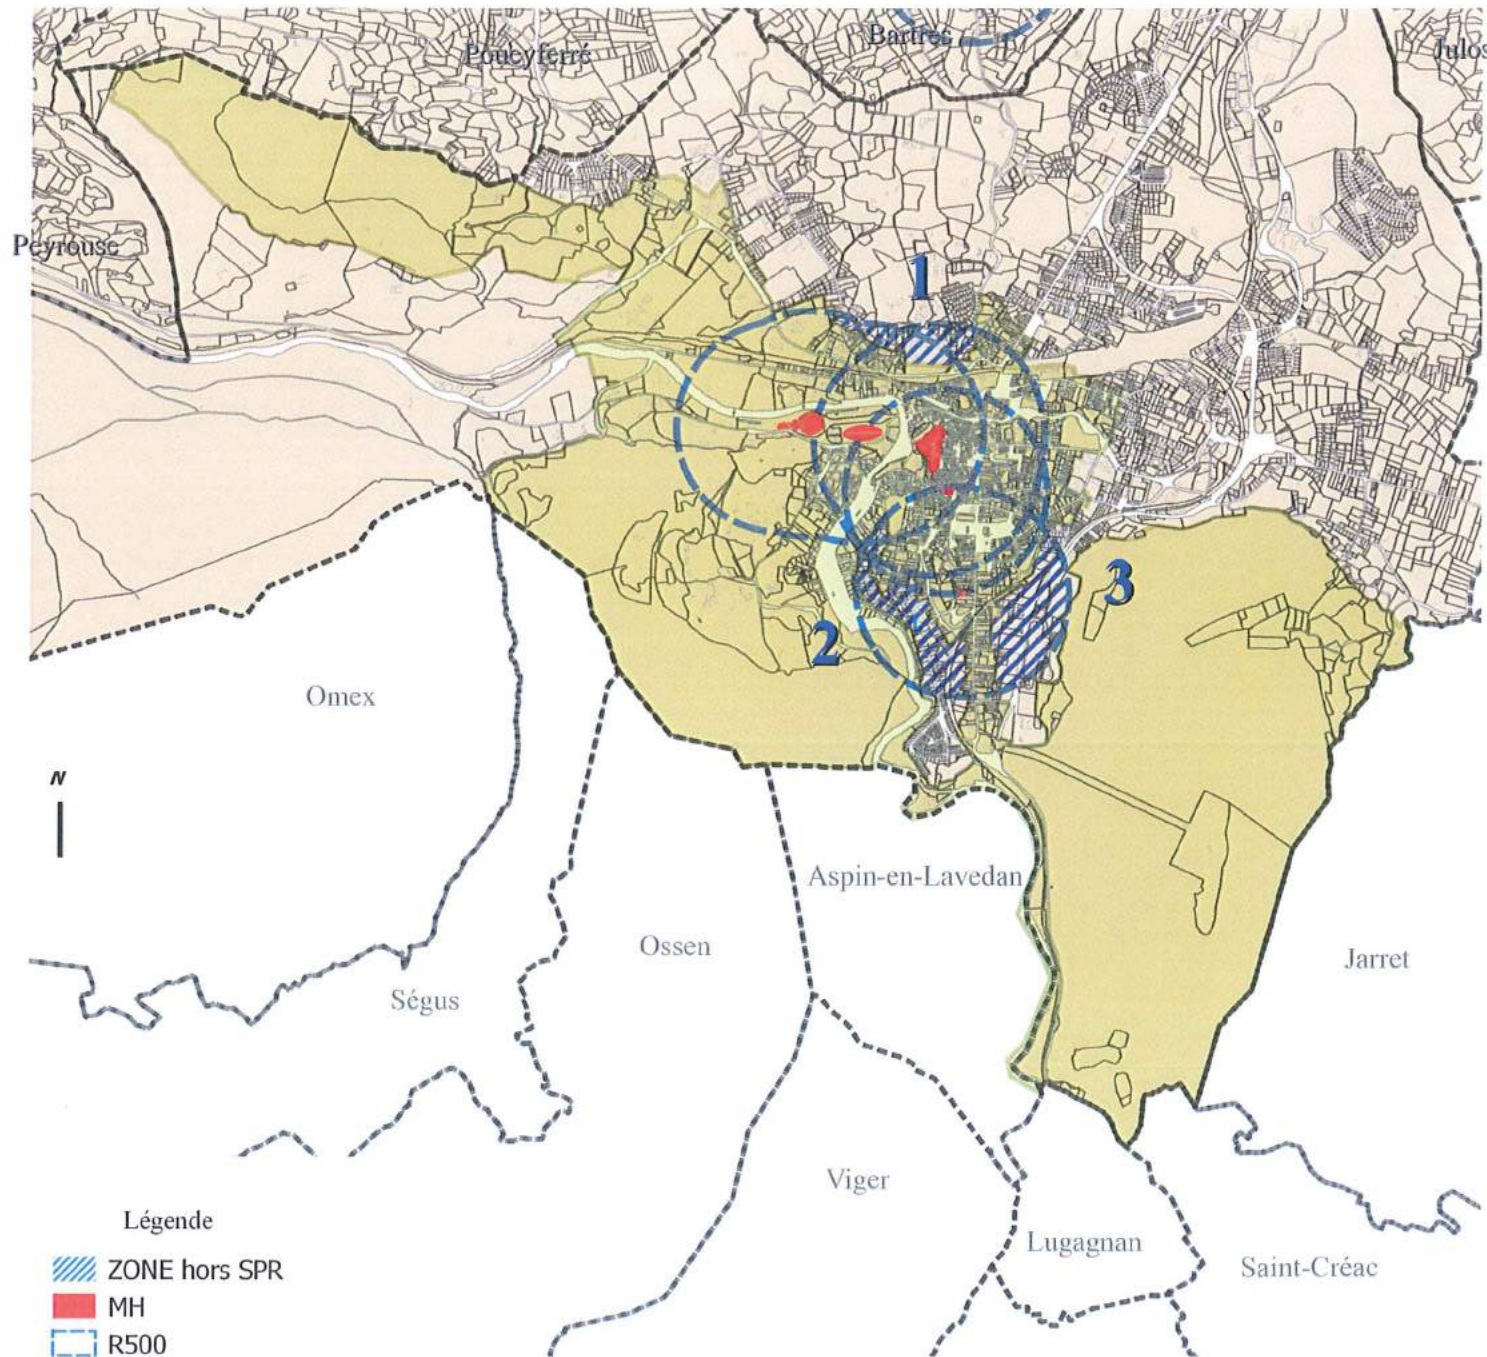 Poueyferré
Bartrès
Julos
Peyrouse
1
3
2
Omex
N
Aspin-en-Lavedan
Ossen
Jarret
Ségus
Viger
Lugagnan
Saint-Créac
Légende
ZONE hors SPR
MH
R500